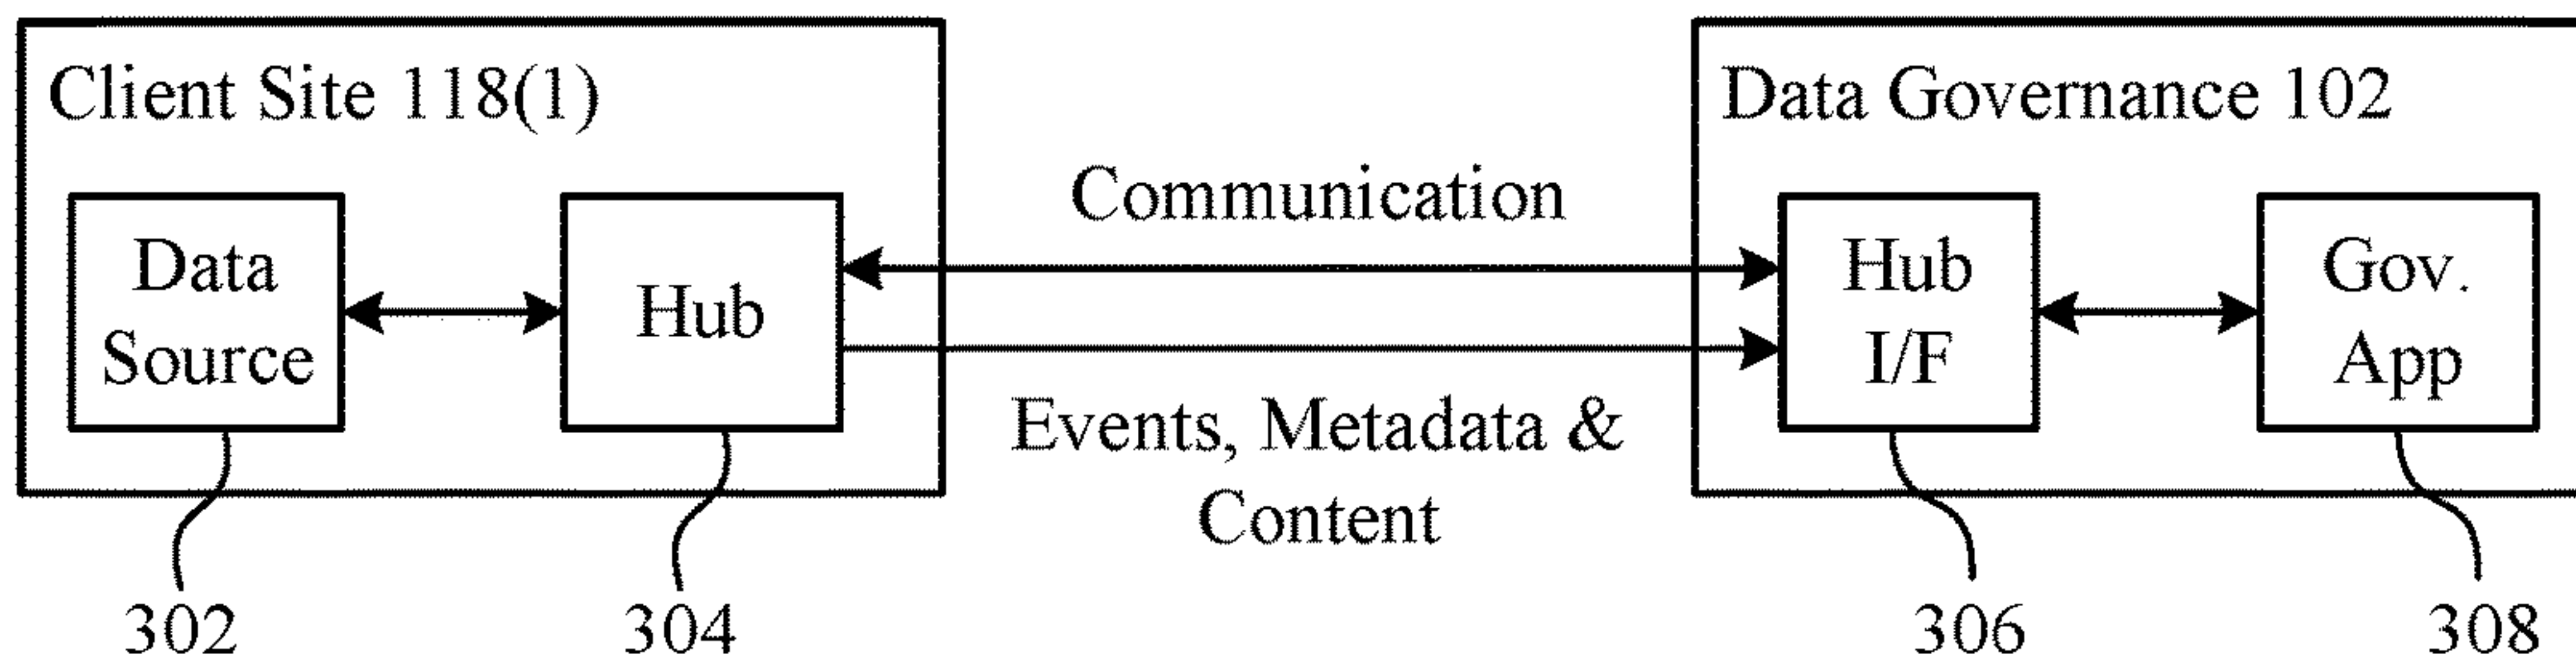 Client Site 118(1)
Data
Source
Hub
Communication
Events, Metadata &
Content
Data Governance 102
Hub
I/F
Gov.
App
302
304
306
308